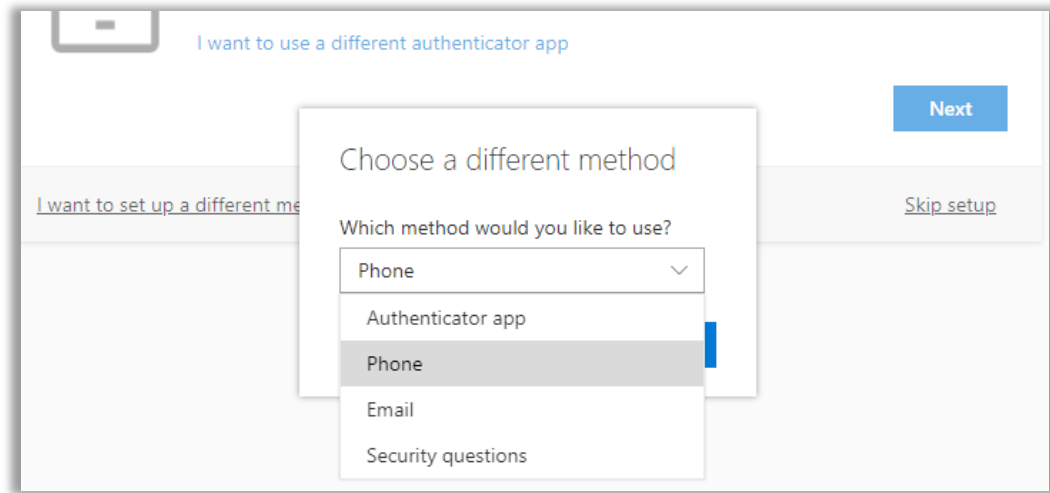 I want to use a different authenticator app
Next
Choose a different method
I want to set up a different me
Skip setup
Which method would you like to use?
Phone
Authenticator app
Phone
Email
Security questions